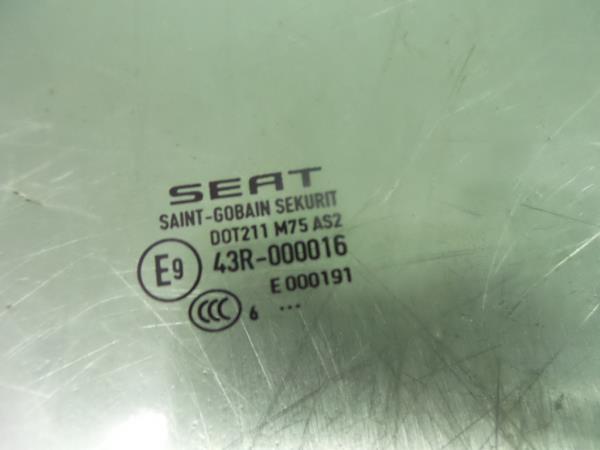 SEAT
SAINT-GOBAIN SEKURIT
DOT211 M75 AS2
E9 43R-000016
E 000191
CCC 6 ...